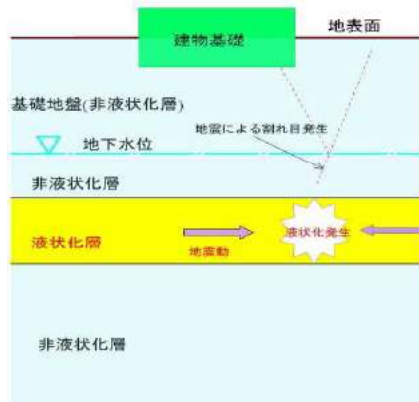 地表面
建物基礎
基礎地盤(非液状化層)
地震による割れ目発生
地下水位
非液状化層
液状化層
地震動
液状化発生
非液状化層